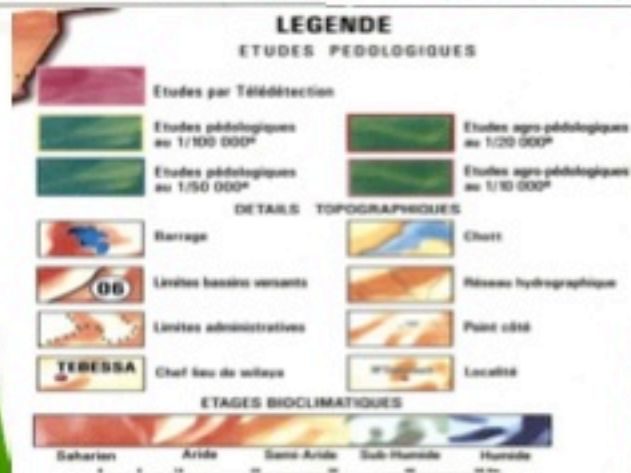 LEGENDE
ETUDES PEDOLOGIQUES
Etudes par Télédétection
Etudes pédologiques
au 1/100 000e
Etudes agro-pédologiques
au 1/20 000e
Etudes pédologiques
au 1/50 000e
Etudes agro-pédologiques
au 1/10 000e
DETAILS TOPOGRAPHIQUES
Barrage
Chott
06
Limites bassins versants
Réseau hydrographique
Limites administratives
Point côté
TEBESSA
Chef lieu de wilaya
Localité
ETAGES BIOCLIMATIQUES
Saharien
Aride
Semi-Aride
Sub-Humide
Humide